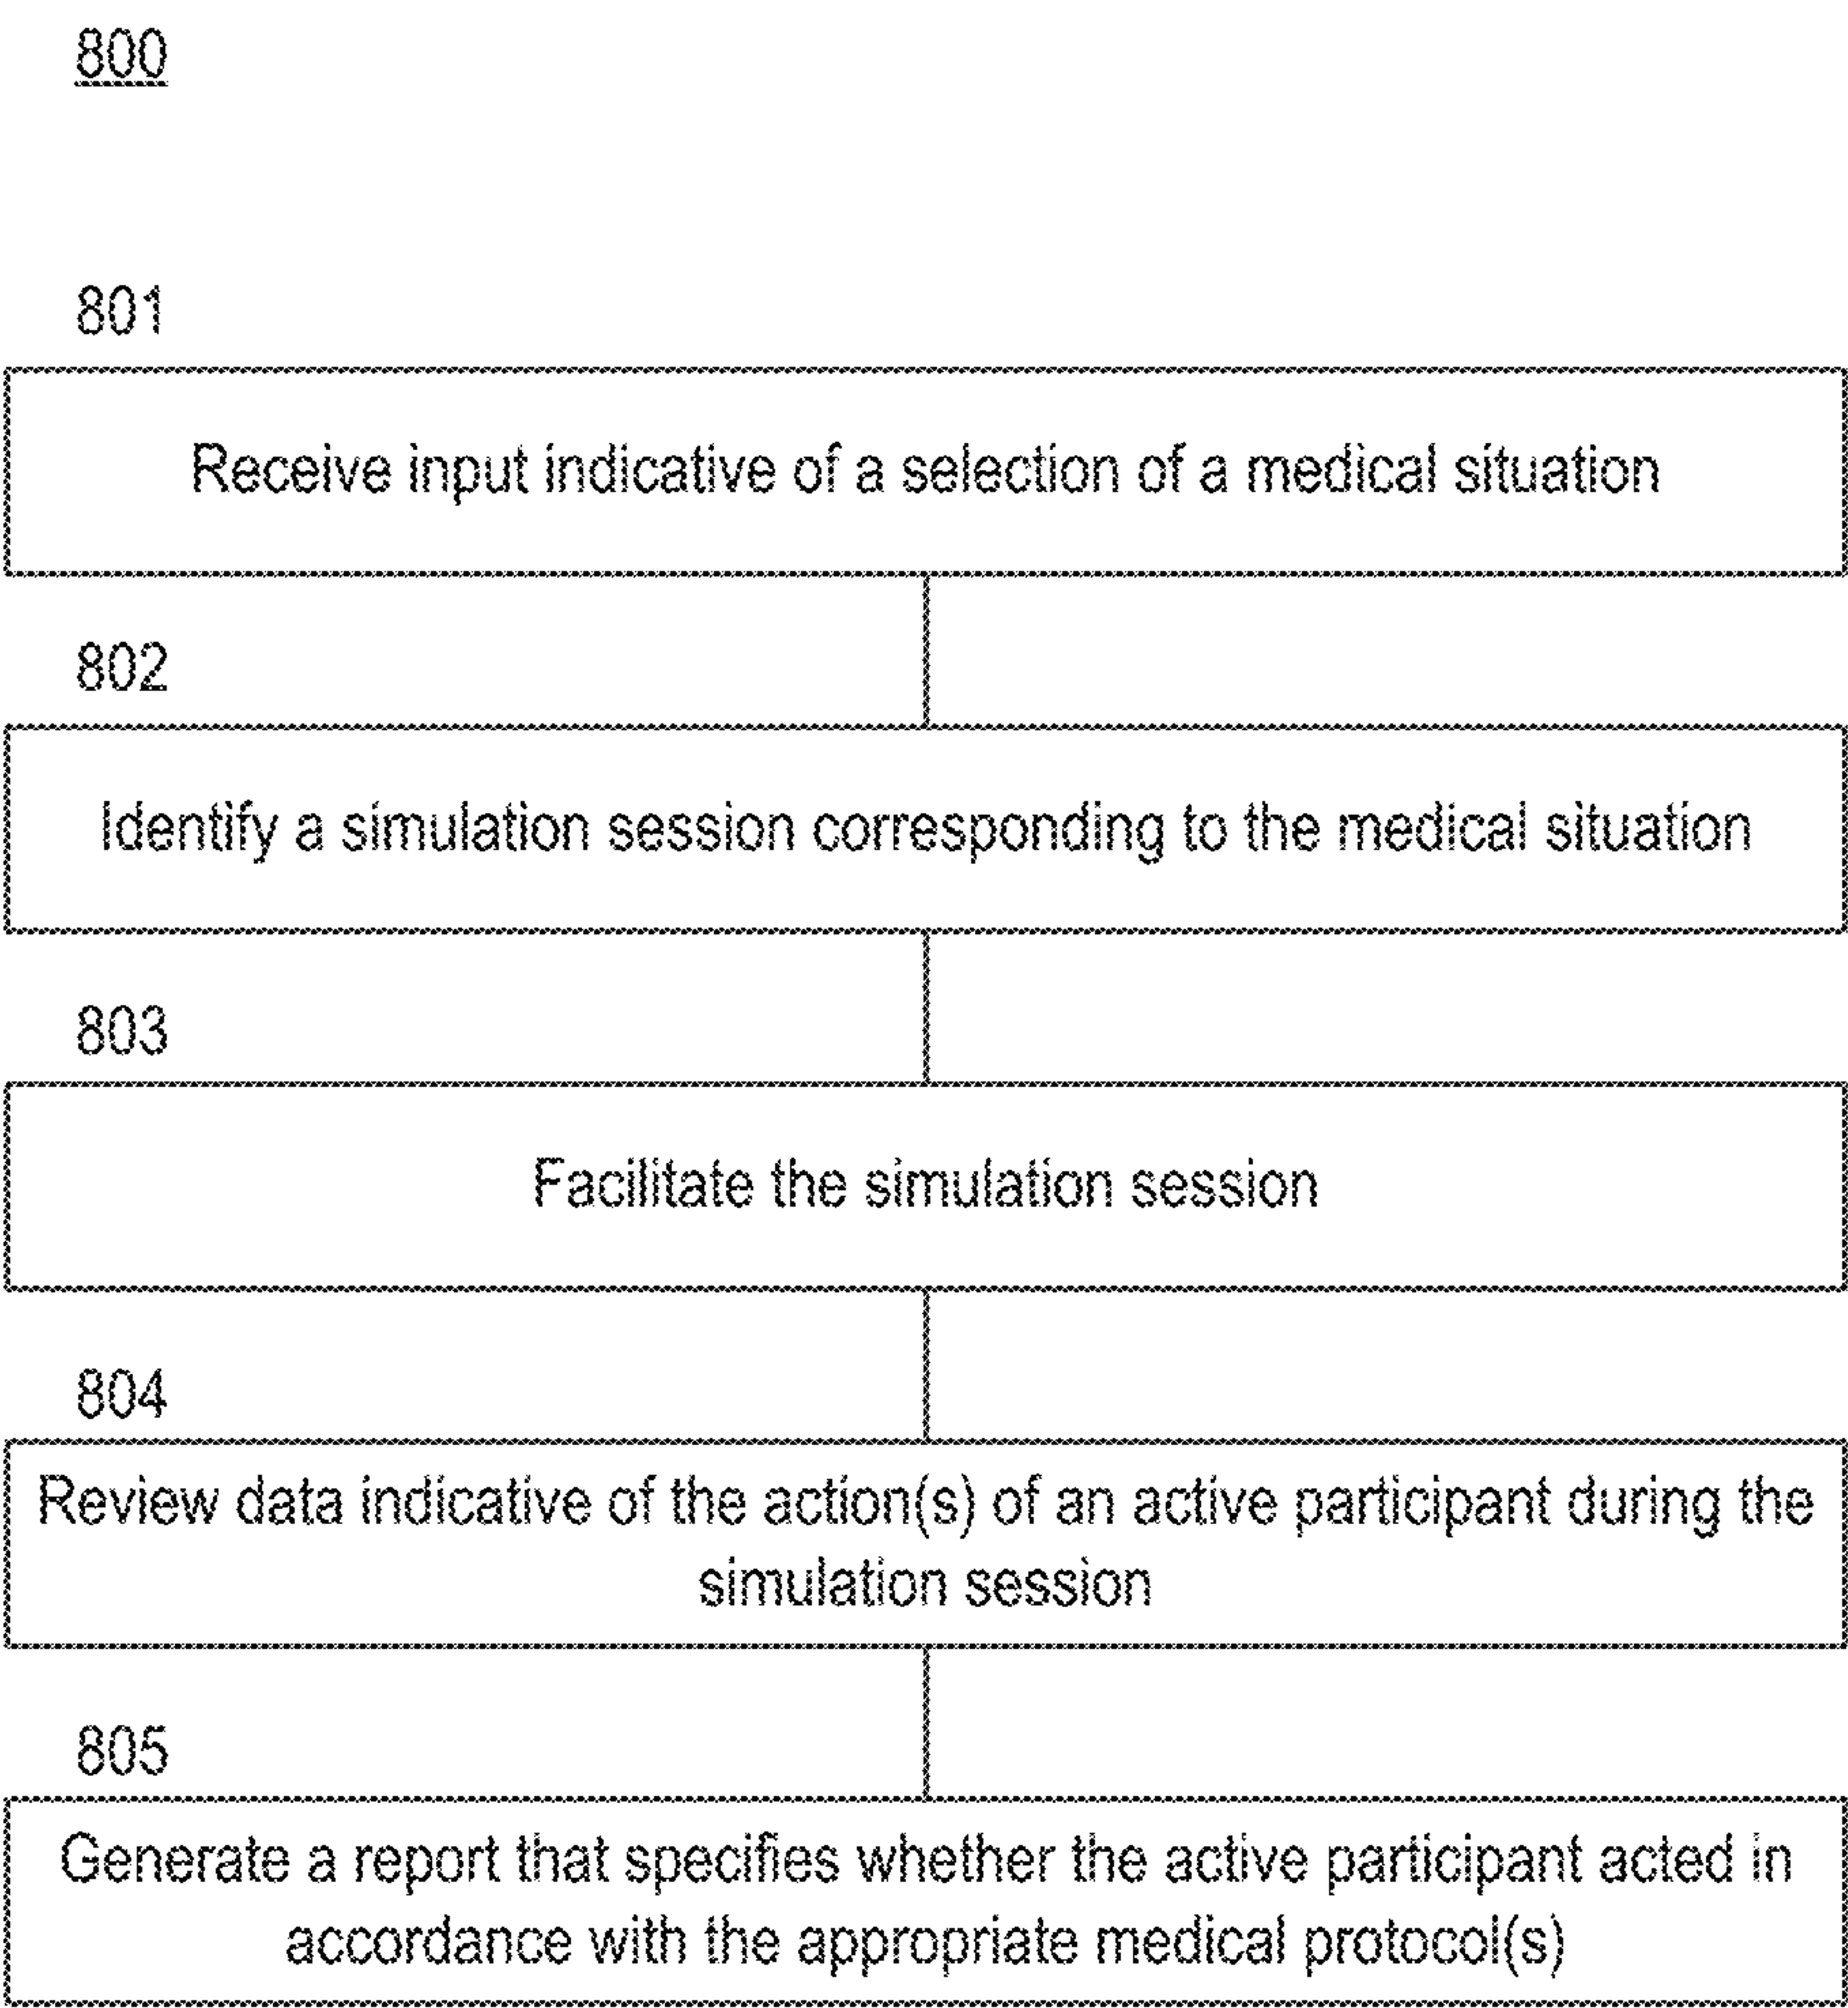 800
801
Receive input indicative of a selection of a medical situation
802
Identify a simulation session corresponding to the medical situation
803
Facilitate the simulation session
804
Review data indicative of the action(s) of an active participant during the
simulation session
805
Generate a report that specifies whether the active participant acted in
accordance with the appropriate medical protocol(s)